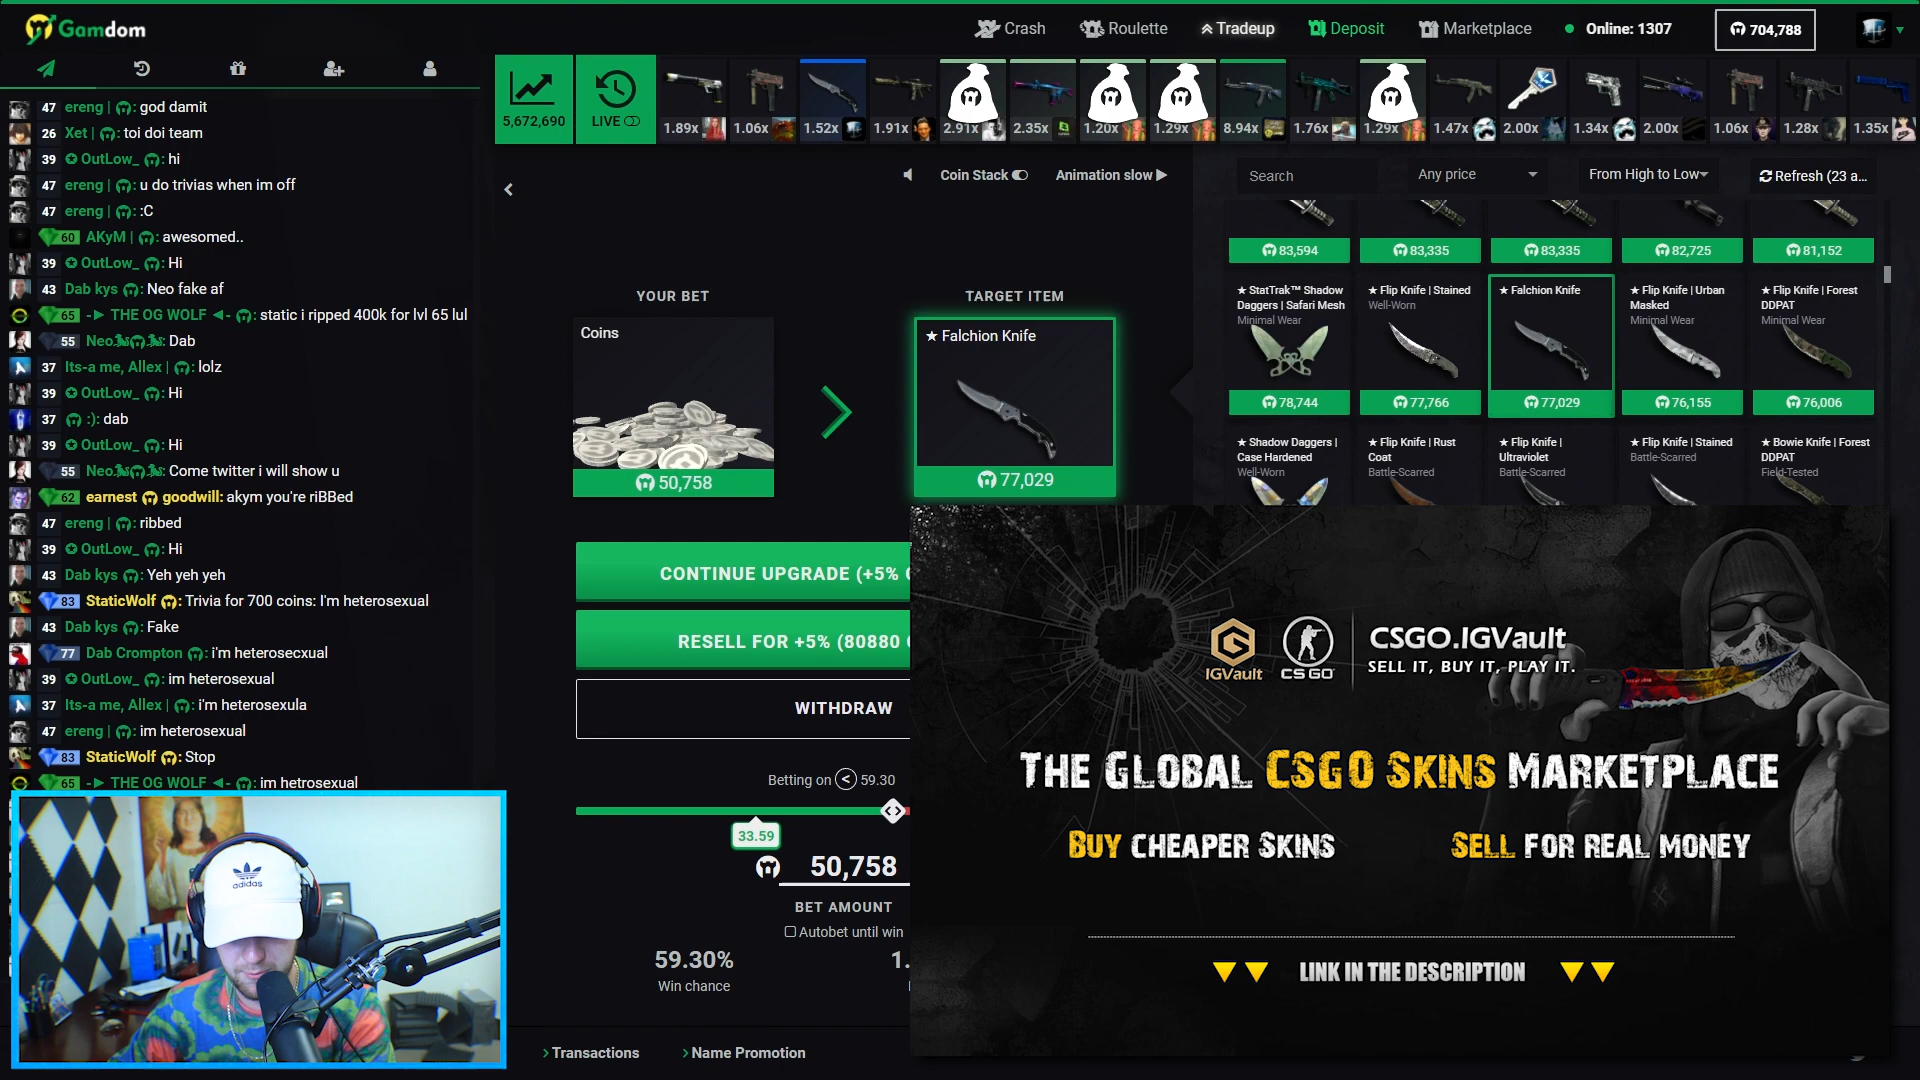 Gamdom
Crash
Roulette
Tradeup
Deposit
Marketplace
Online: 1307
704,788
5,672,690
LIVE
1.89x
1.06x
1.52x
1.91x
2.91x
2.35x
1.20x
1.29x
8.94x
1.76x
1.29x
1.47x
2.00x
1.34x
2.00x
1.06x
1.28x
1.35x
47 ereng | : god damit
26 Xet | : toi doi team
39 OutLow_ : hi
47 ereng | : u do trivias when im off
47 ereng | : :C
60 AKyM | : awesomed..
39 OutLow_ : Hi
43 Dab kys : Neo fake af
65 -► THE OG WOLF ◄- : static i ripped 400k for lvl 65 lul
55 Neo : Dab
37 Its-a me, Allex | : lolz
39 OutLow_ : Hi
37 :) : dab
39 OutLow_ : Hi
55 Neo : Come twitter i will show u
62 earnest goodwill: akym you're riBBed
47 ereng | : ribbed
39 OutLow_ : Hi
43 Dab kys : Yeh yeh yeh
83 StaticWolf : Trivia for 700 coins: I'm heterosexual
43 Dab kys : Fake
77 Dab Crompton : i'm heterosecxual
39 OutLow_ : im heterosexual
37 Its-a me, Allex | : i'm heterosexula
47 ereng | : im heterosexual
83 StaticWolf : Stop
65 -► THE OG WOLF ◄- : im hetrosexual
adidas
Coin Stack
Animation slow
YOUR BET
TARGET ITEM
Coins
50,758
★ Falchion Knife
77,029
CONTINUE UPGRADE (+5%
RESELL FOR +5% (80880
WITHDRAW
Betting on < 59.30
33.59
50,758
BET AMOUNT
Autobet until win
59.30%
1.
Win chance
Transactions
Name Promotion
Search
Any price
From High to Low
Refresh (23 a...
83,594
83,335
83,335
82,725
81,152
★ StatTrak™ Shadow
Daggers | Safari Mesh
Minimal Wear
78,744
★ Flip Knife | Stained
Well-Worn
77,766
★ Falchion Knife
77,029
★ Flip Knife | Urban
Masked
Minimal Wear
76,155
★ Flip Knife | Forest
DDPAT
Minimal Wear
76,006
★ Shadow Daggers |
Case Hardened
Well-Worn
★ Flip Knife | Rust
Coat
Battle-Scarred
★ Flip Knife |
Ultraviolet
Battle-Scarred
★ Flip Knife | Stained
Battle-Scarred
★ Bowie Knife | Forest
DDPAT
Field-Tested
IGVault
CS GO
CSGO.IGVault
SELL IT, BUY IT, PLAY IT.
THE GLOBAL CSGO SKINS MARKETPLACE
BUY CHEAPER SKINS
SELL FOR REAL MONEY
LINK IN THE DESCRIPTION